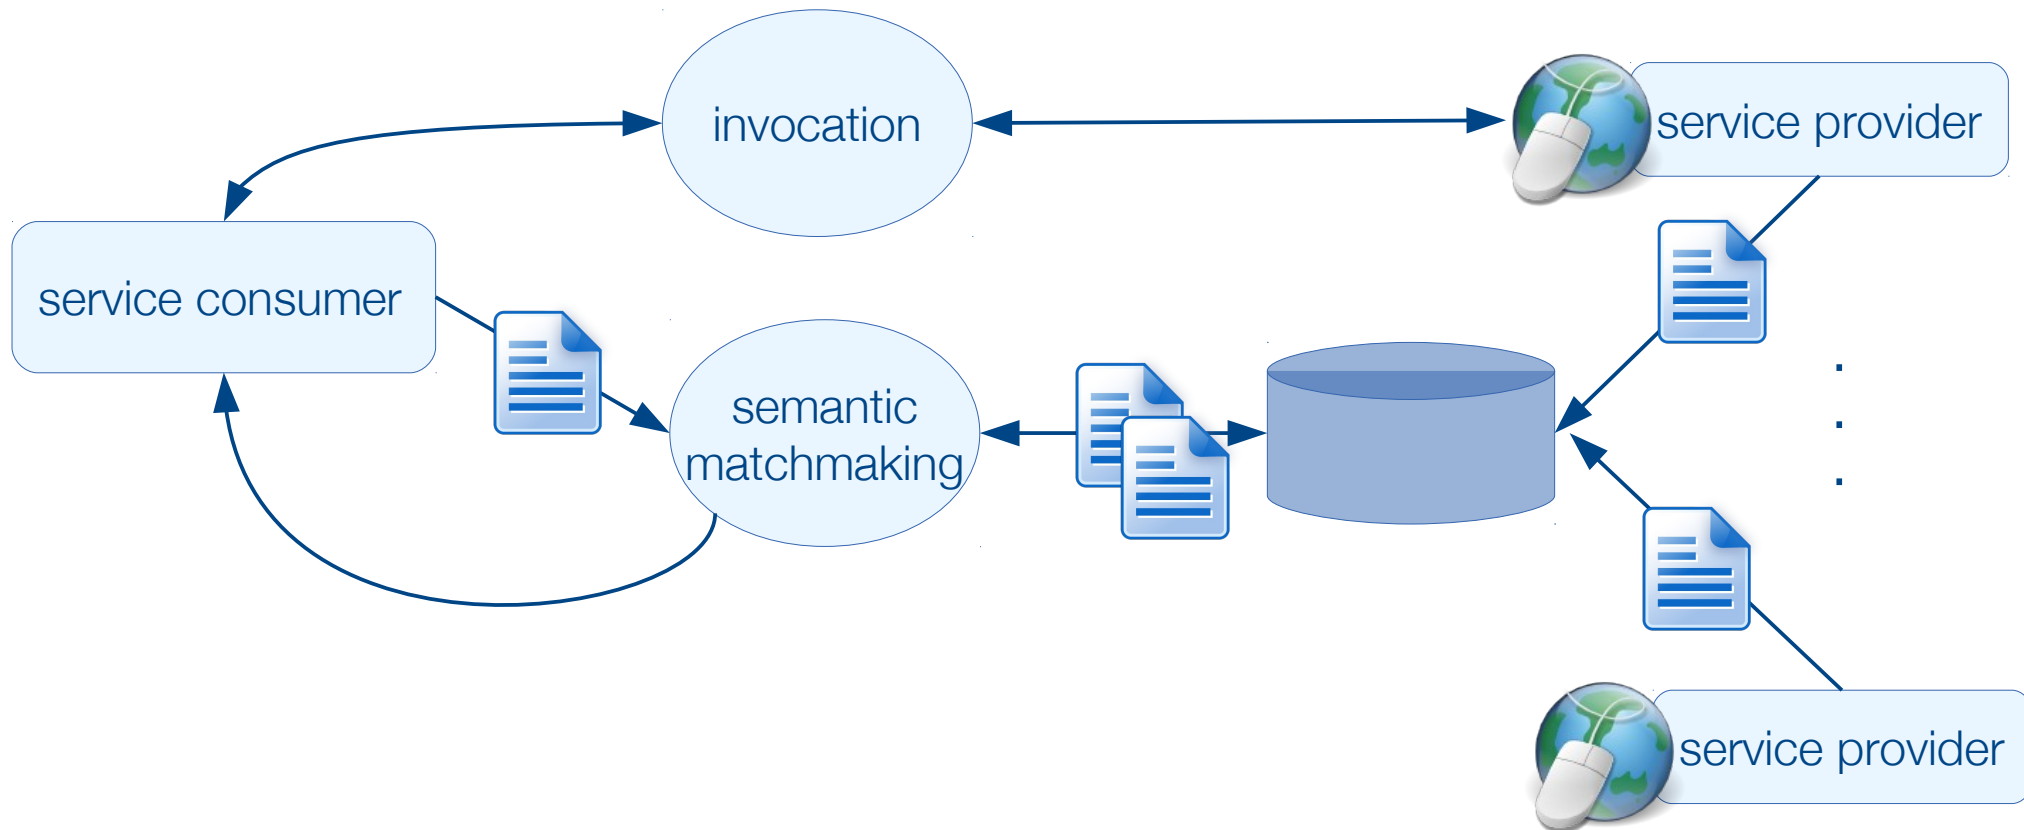 invocation
service provider
service consumer
semantic
matchmaking
.
.
.
service provider